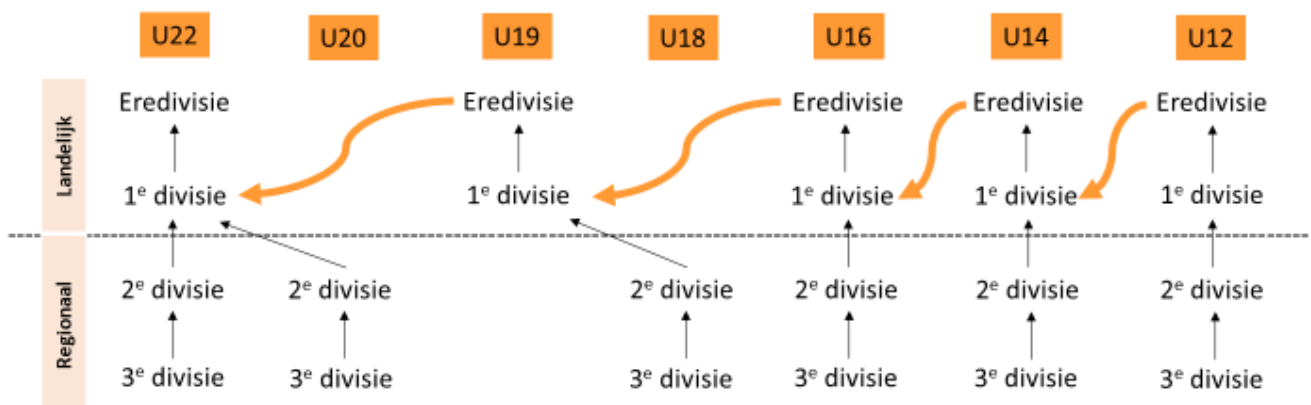 U22 U20 U19 U18 U16 U14 U12
Landelijk
Eredivisie Eredivisie Eredivisie Eredivisie Eredivisie
1e divisie 1e divisie 1e divisie 1e divisie 1e divisie
Regionaal
2e divisie 2e divisie 2e divisie 2e divisie 2e divisie 2e divisie
3e divisie 3e divisie 3e divisie 3e divisie 3e divisie 3e divisie